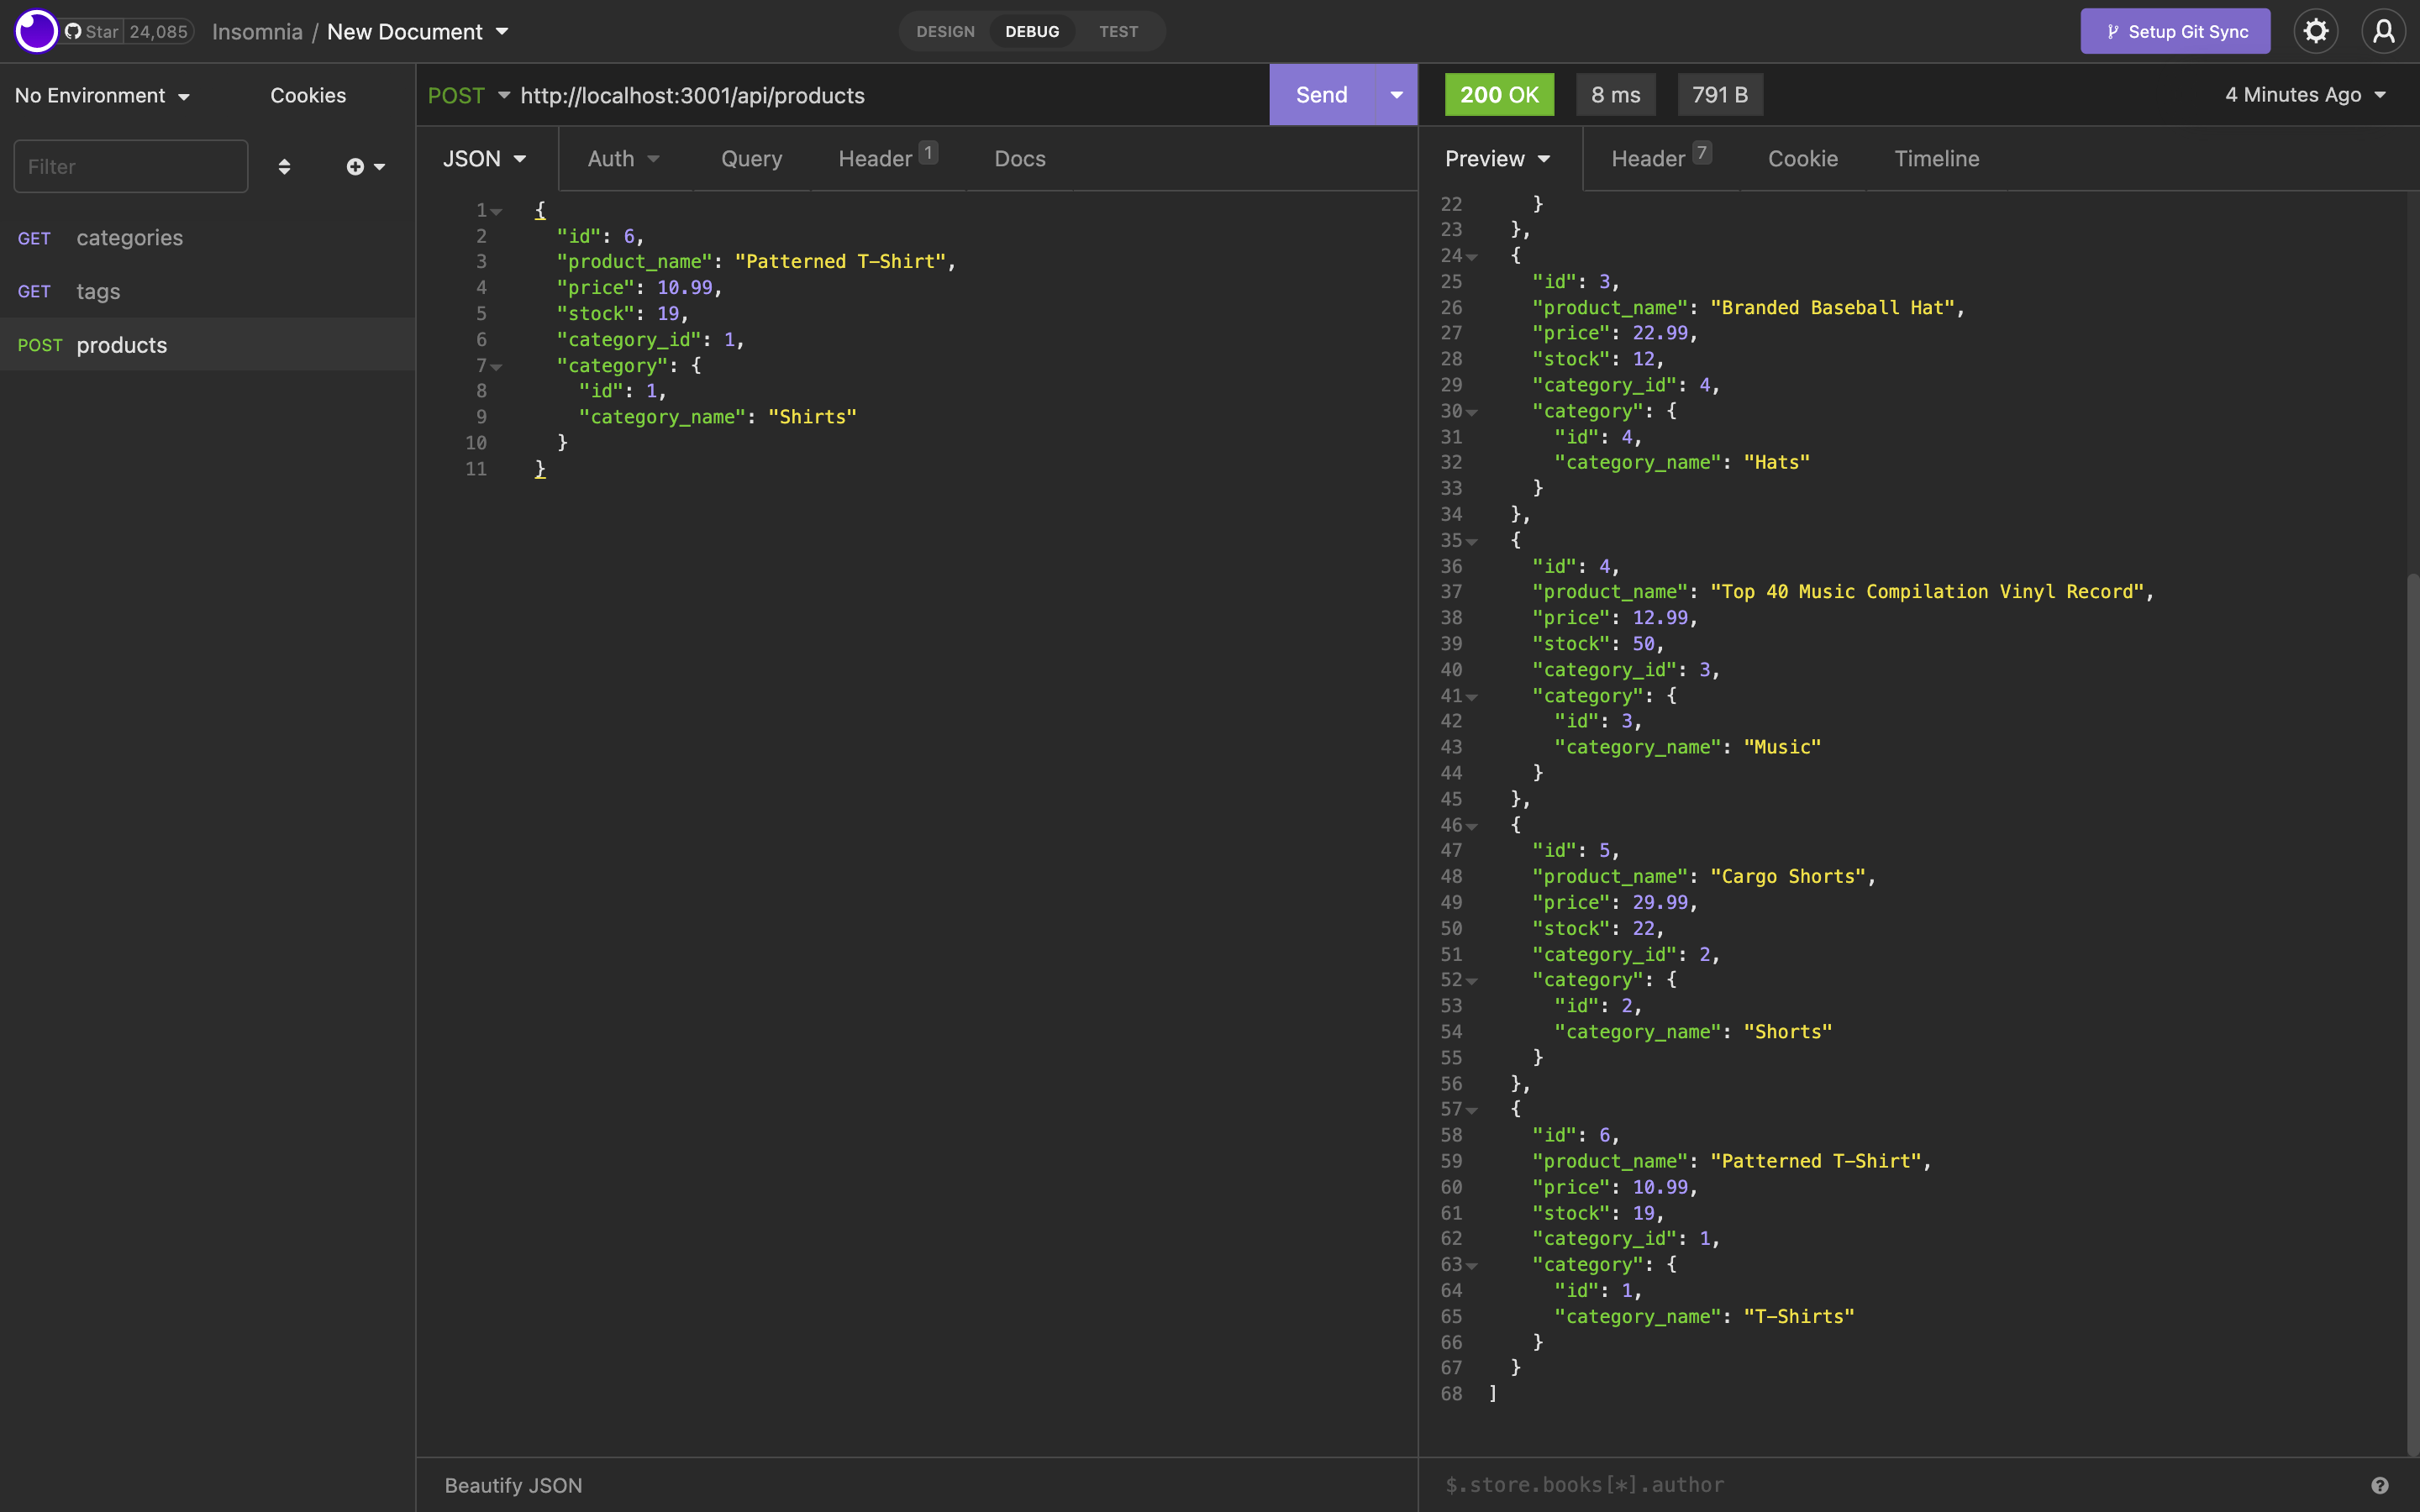 Star 24,085 Insomnia / New Document DESIGN DEBUG TEST Setup Git Sync
No Environment Cookies
Filter
GET categories
GET tags
POST products
POST http://localhost:3001/api/products Send
JSON Auth Query Header 1 Docs
1 {
2 "id": 6,
3 "product_name": "Patterned T-Shirt",
4 "price": 10.99,
5 "stock": 19,
6 "category_id": 1,
7 "category": {
8 "id": 1,
9 "category_name": "Shirts"
10 }
11 }
Beautify JSON
200 OK 8 ms 791 B 4 Minutes Ago
Preview Header 7 Cookie Timeline
22 }
23 },
24 {
25 "id": 3,
26 "product_name": "Branded Baseball Hat",
27 "price": 22.99,
28 "stock": 12,
29 "category_id": 4,
30 "category": {
31 "id": 4,
32 "category_name": "Hats"
33 }
34 },
35 {
36 "id": 4,
37 "product_name": "Top 40 Music Compilation Vinyl Record",
38 "price": 12.99,
39 "stock": 50,
40 "category_id": 3,
41 "category": {
42 "id": 3,
43 "category_name": "Music"
44 }
45 },
46 {
47 "id": 5,
48 "product_name": "Cargo Shorts",
49 "price": 29.99,
50 "stock": 22,
51 "category_id": 2,
52 "category": {
53 "id": 2,
54 "category_name": "Shorts"
55 }
56 },
57 {
58 "id": 6,
59 "product_name": "Patterned T-Shirt",
60 "price": 10.99,
61 "stock": 19,
62 "category_id": 1,
63 "category": {
64 "id": 1,
65 "category_name": "T-Shirts"
66 }
67 }
68 ]
$.store.books[*].author